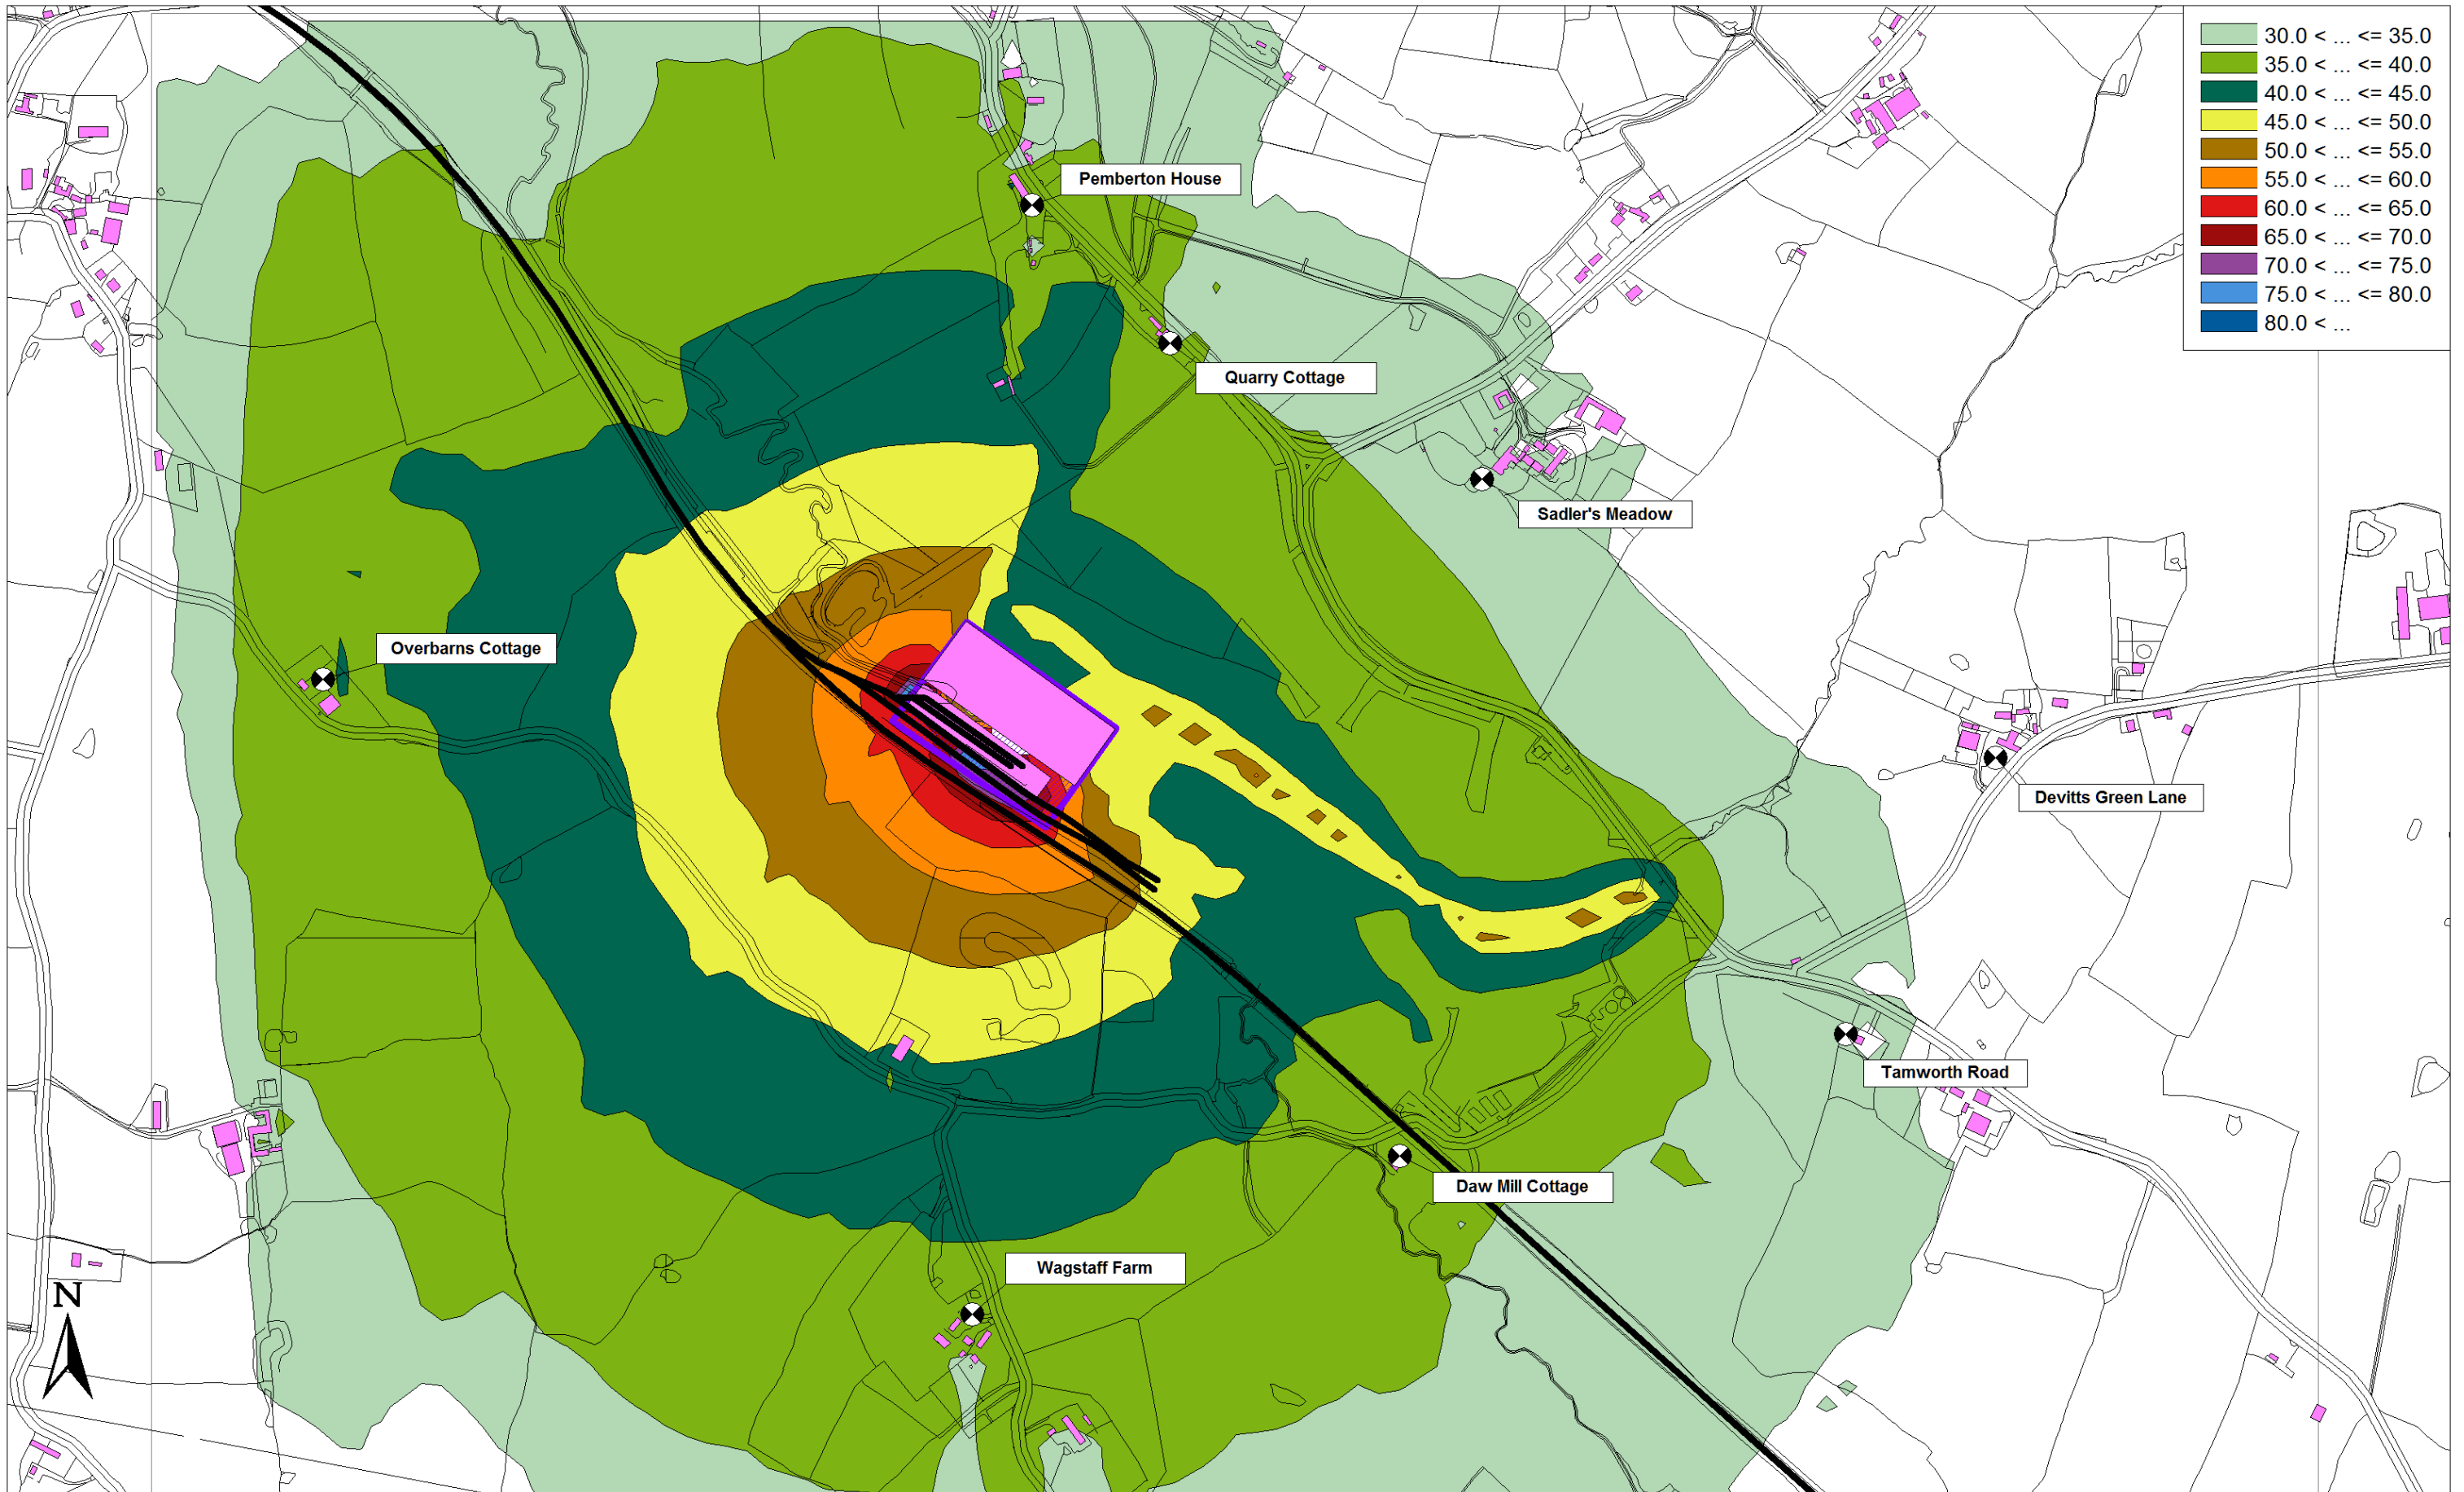 30.0 < ... <= 35.0
35.0 < ... <= 40.0
40.0 < ... <= 45.0
45.0 < ... <= 50.0
50.0 < ... <= 55.0
55.0 < ... <= 60.0
60.0 < ... <= 65.0
65.0 < ... <= 70.0
70.0 < ... <= 75.0
75.0 < ... <= 80.0
80.0 < ...
Pemberton House
Quarry Cottage
Sadler's Meadow
Overbarns Cottage
Devitts Green Lane
Tamworth Road
Daw Mill Cottage
Wagstaff Farm
N